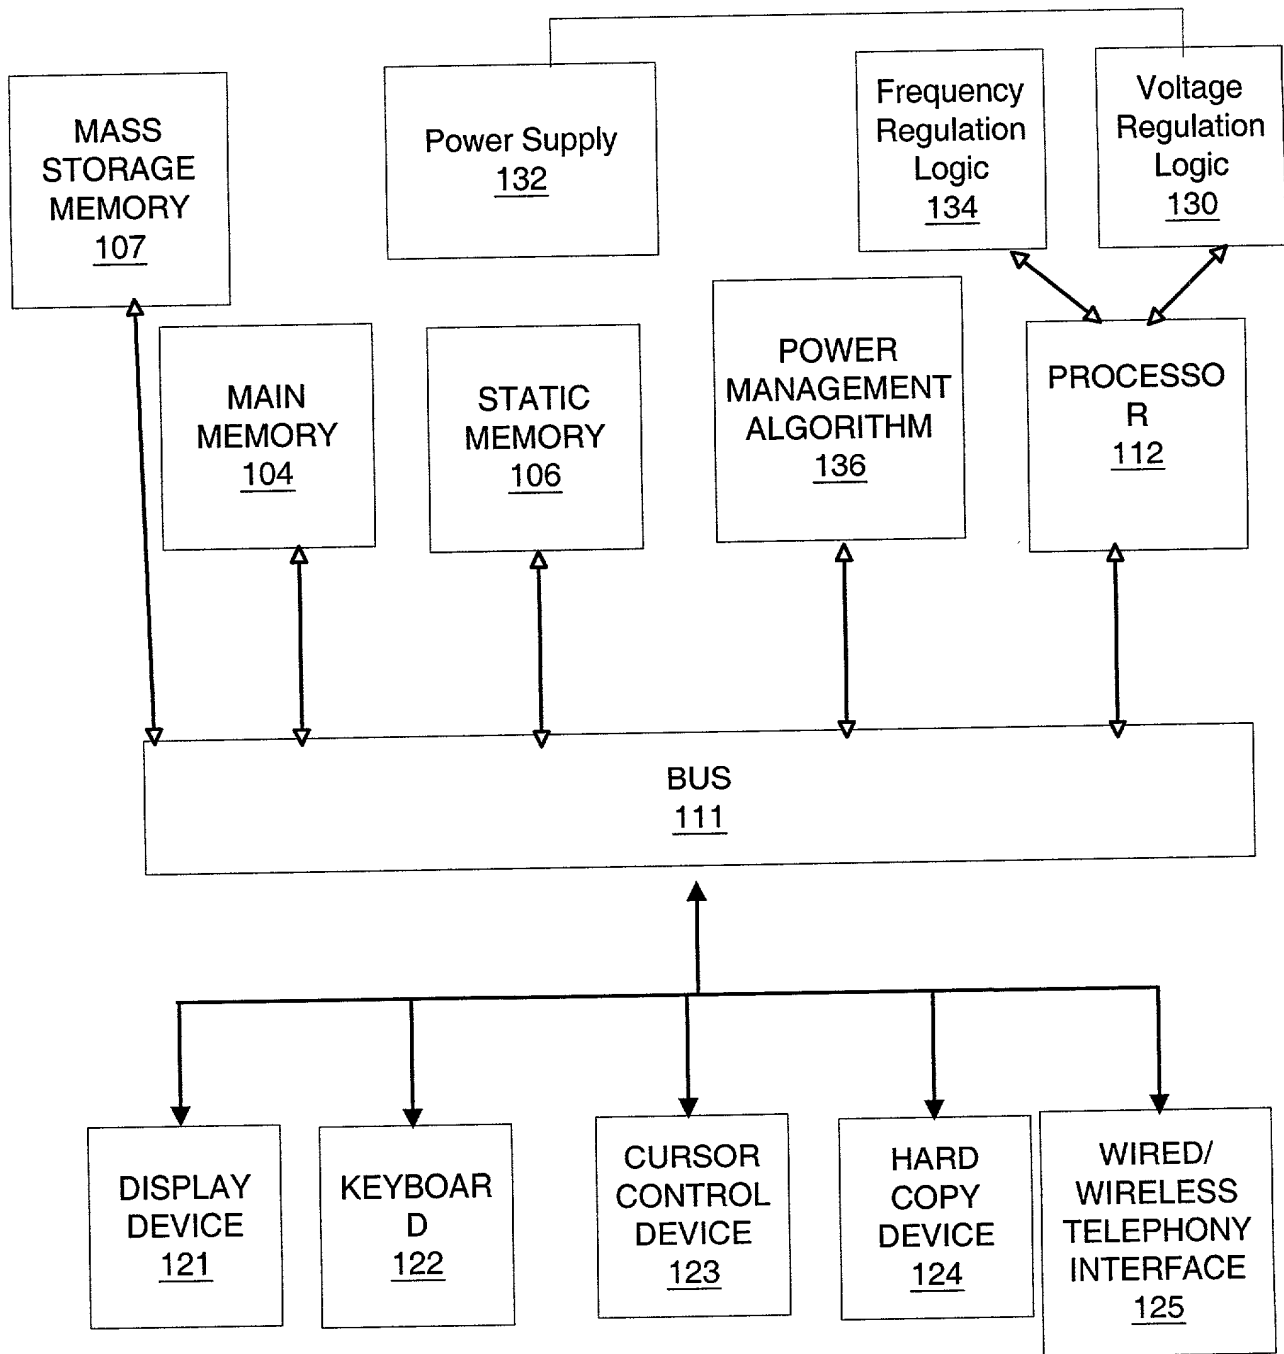 MASS
STORAGE
MEMORY
107
Power Supply
132
Frequency
Regulation
Logic
134
Voltage
Regulation
Logic
130
MAIN
MEMORY
104
STATIC
MEMORY
106
POWER
MANAGEMENT
ALGORITHM
136
PROCESSO
R
112
BUS
111
DISPLAY
DEVICE
121
KEYBOAR
D
122
CURSOR
CONTROL
DEVICE
123
HARD
COPY
DEVICE
124
WIRED/
WIRELESS
TELEPHONY
INTERFACE
125